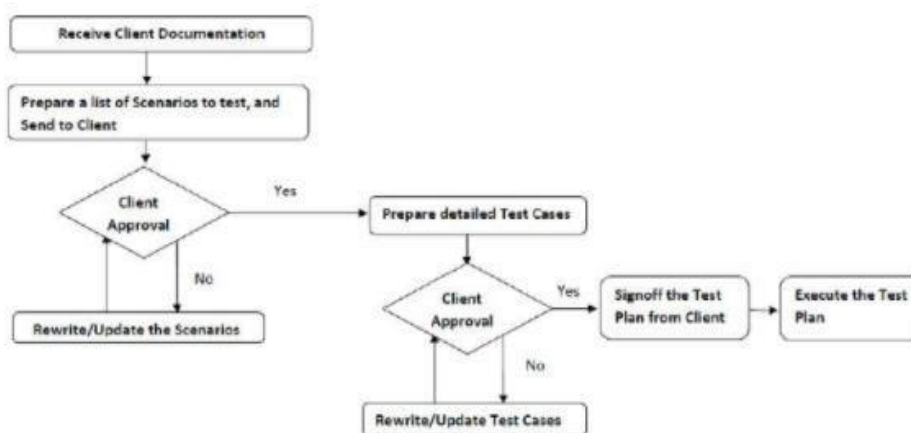 Receive Client Documentation
Prepare a list of Scenarios to test, and
Send to Client
Client
Approval
Yes
No
Rewrite/Update the Scenarios
Prepare detailed Test Cases
Client
Approval
Yes
No
Rewrite/Update Test Cases
Signoff the Test
Plan from Client
Execute the Test
Plan